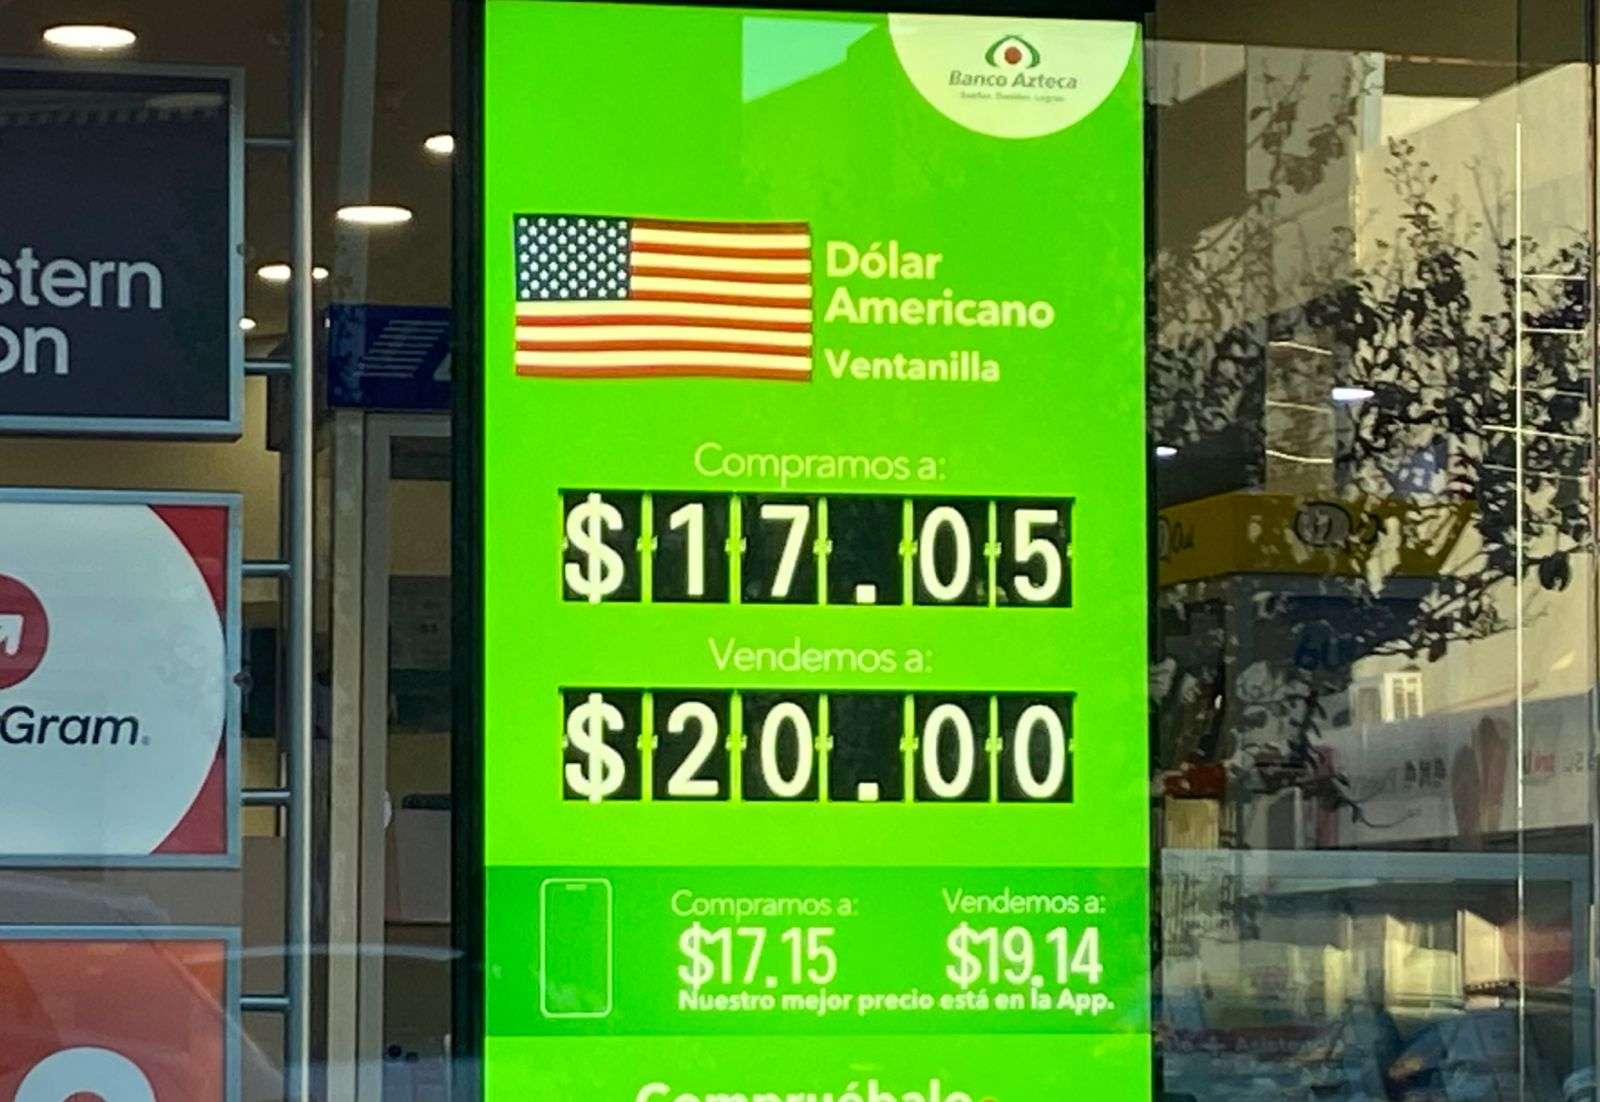 Banco Azteca
Dólar
Americano
Ventanilla
Compramos a:
$17.05
Vendemos a:
$20.00
Compramos a:
$17.15
Vendemos a:
$19.14
Nuestro mejor precio está en la App.
Compruébalo
stern
on
Gram.